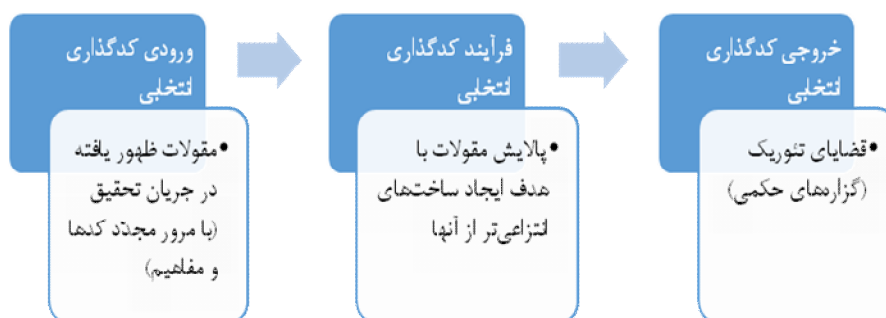 ورودی کدگذاری
انتخابی
•مقولات ظهور یافته
در جریان تحقیق
(با مرور مجدّد کدها
و مفاهیم)
فرآیند کدگذاری
انتخابی
•پالایش مقولات با
هدف ایجاد ساخت‌های
انتزاعی‌تر از آنها
خروجی کدگذاری
انتخابی
•قضایای تئوریک
(گزاره‌های حکمی)